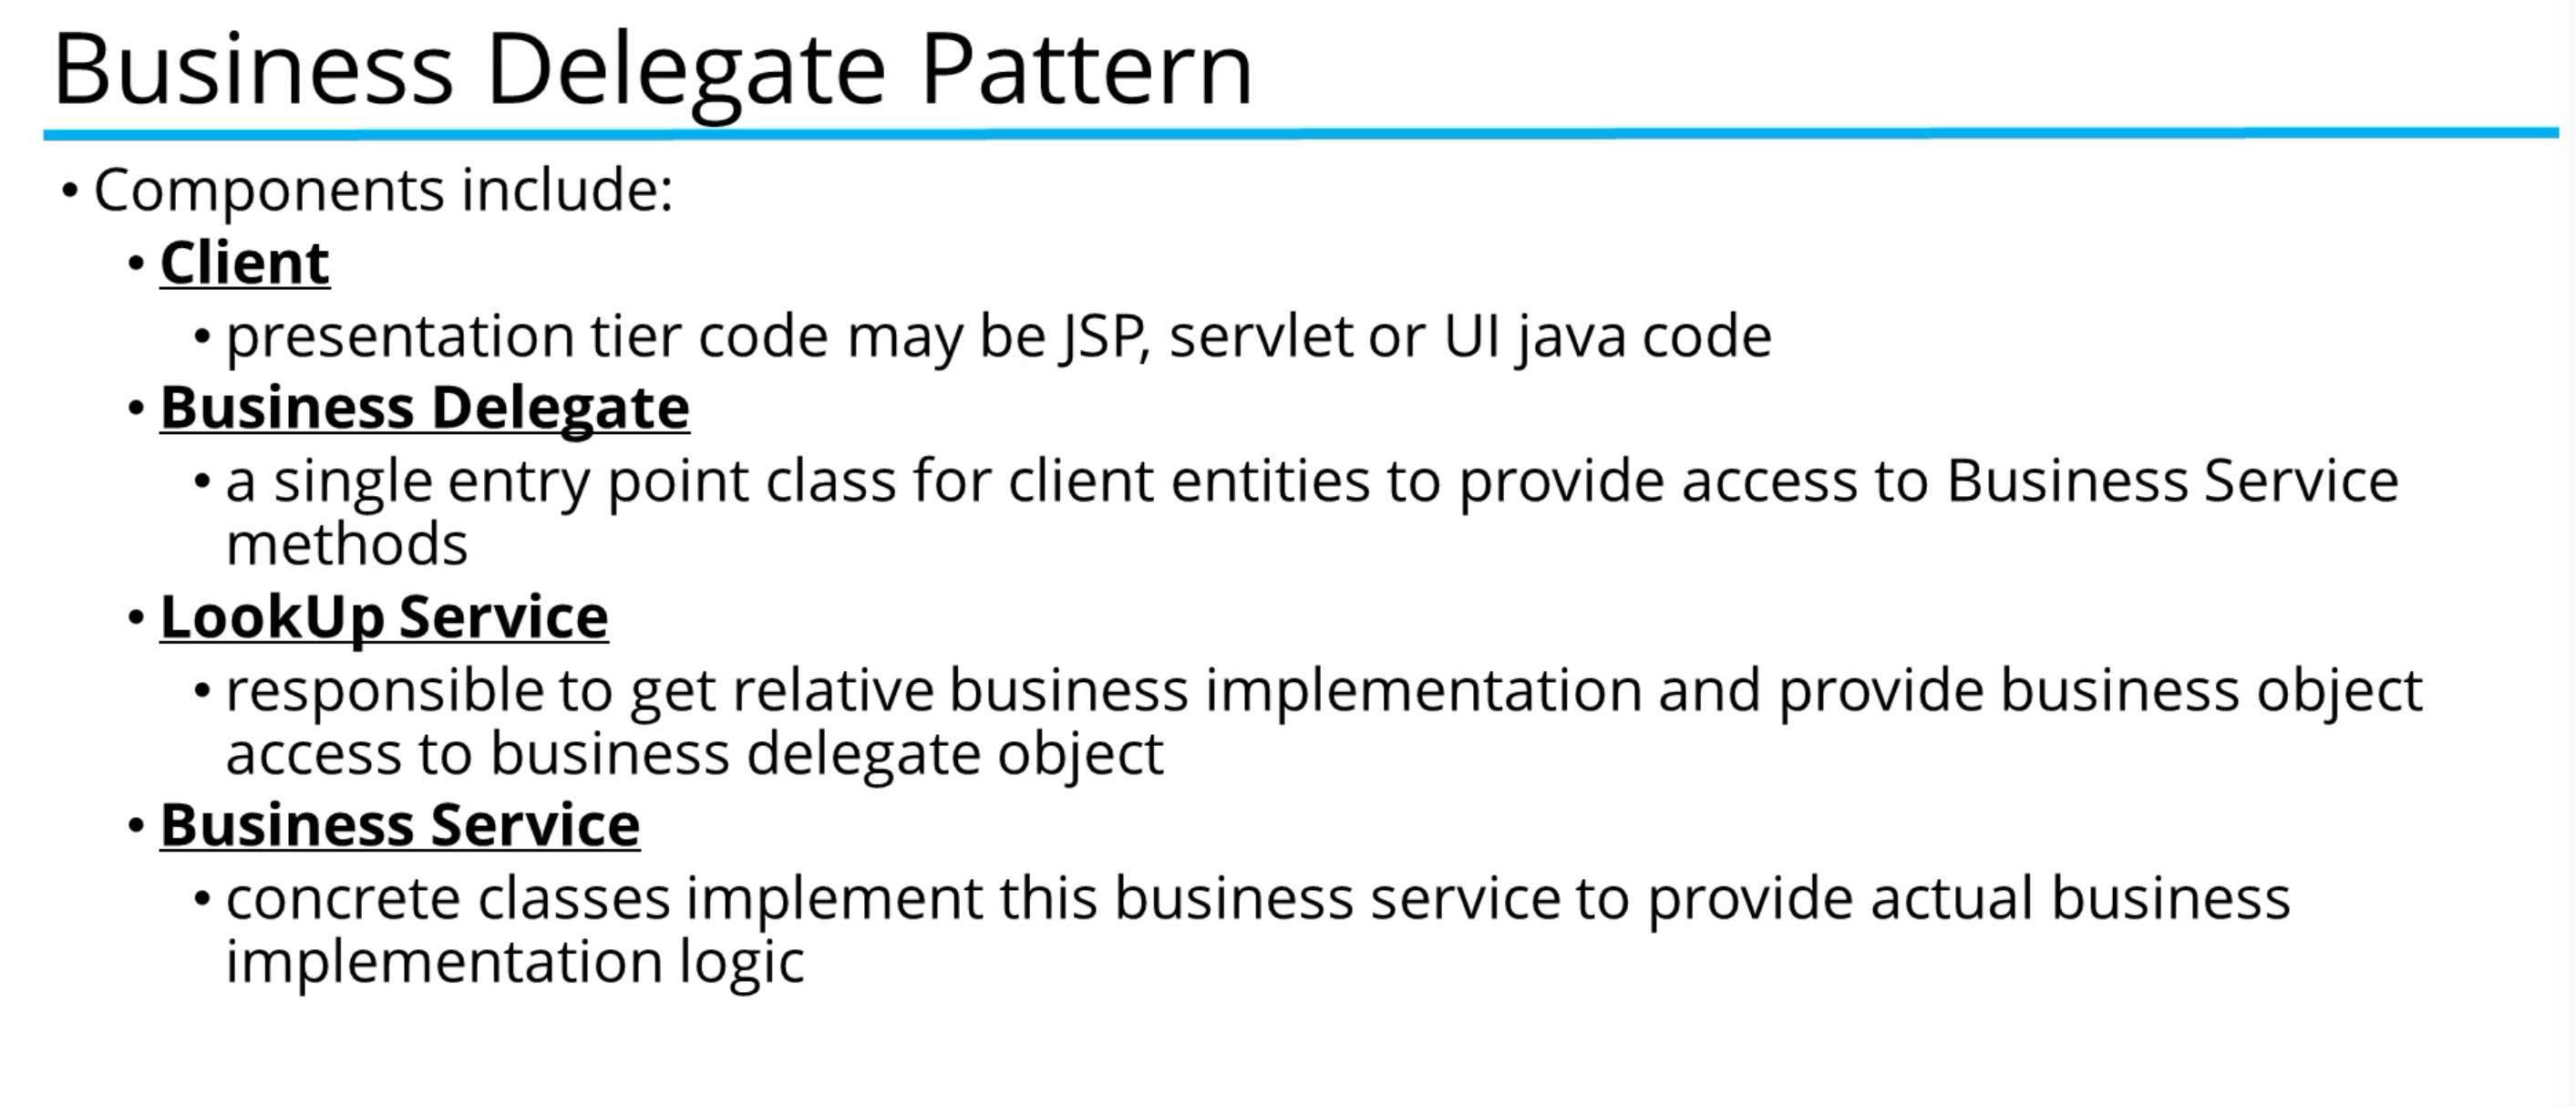 Business Delegate Pattern
• Components include:
• Client
• presentation tier code may be JSP, servlet or UI java code
• Business Delegate
• a single entry point class for client entities to provide access to Business Service
methods
• LookUp Service
• responsible to get relative business implementation and provide business object
access to business delegate object
• Business Service
• concrete classes implement this business service to provide actual business
implementation logic